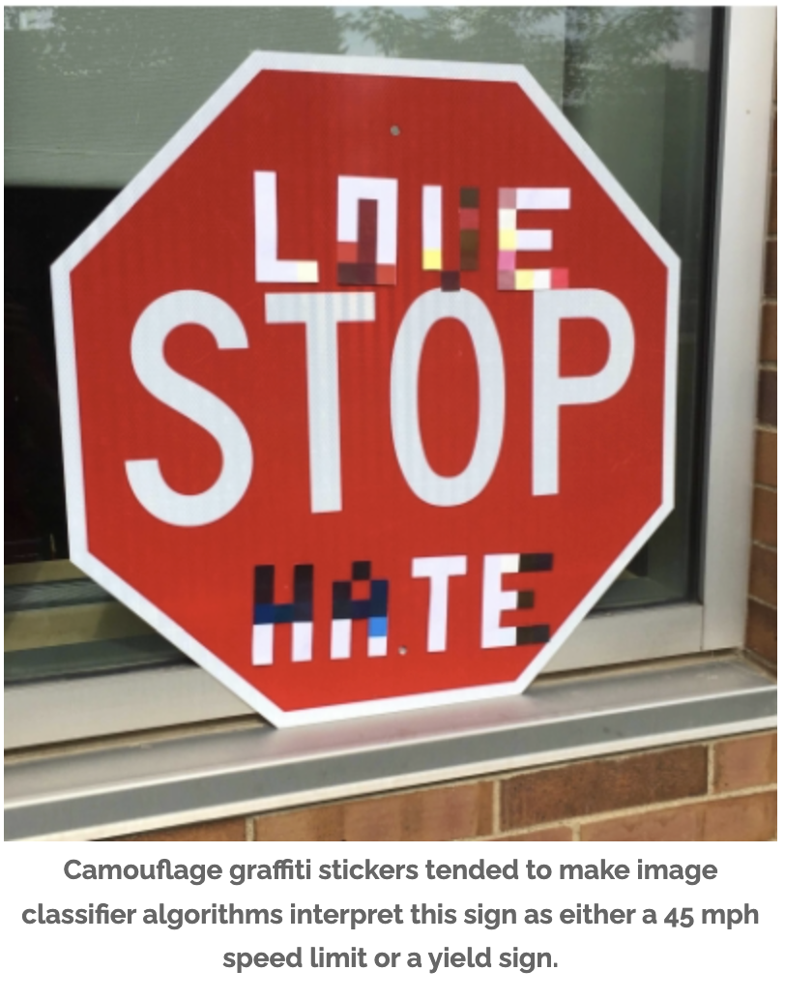 LOVE
STOP
HATE
Camouflage graffiti stickers tended to make image
classifier algorithms interpret this sign as either a 45 mph
speed limit or a yield sign.